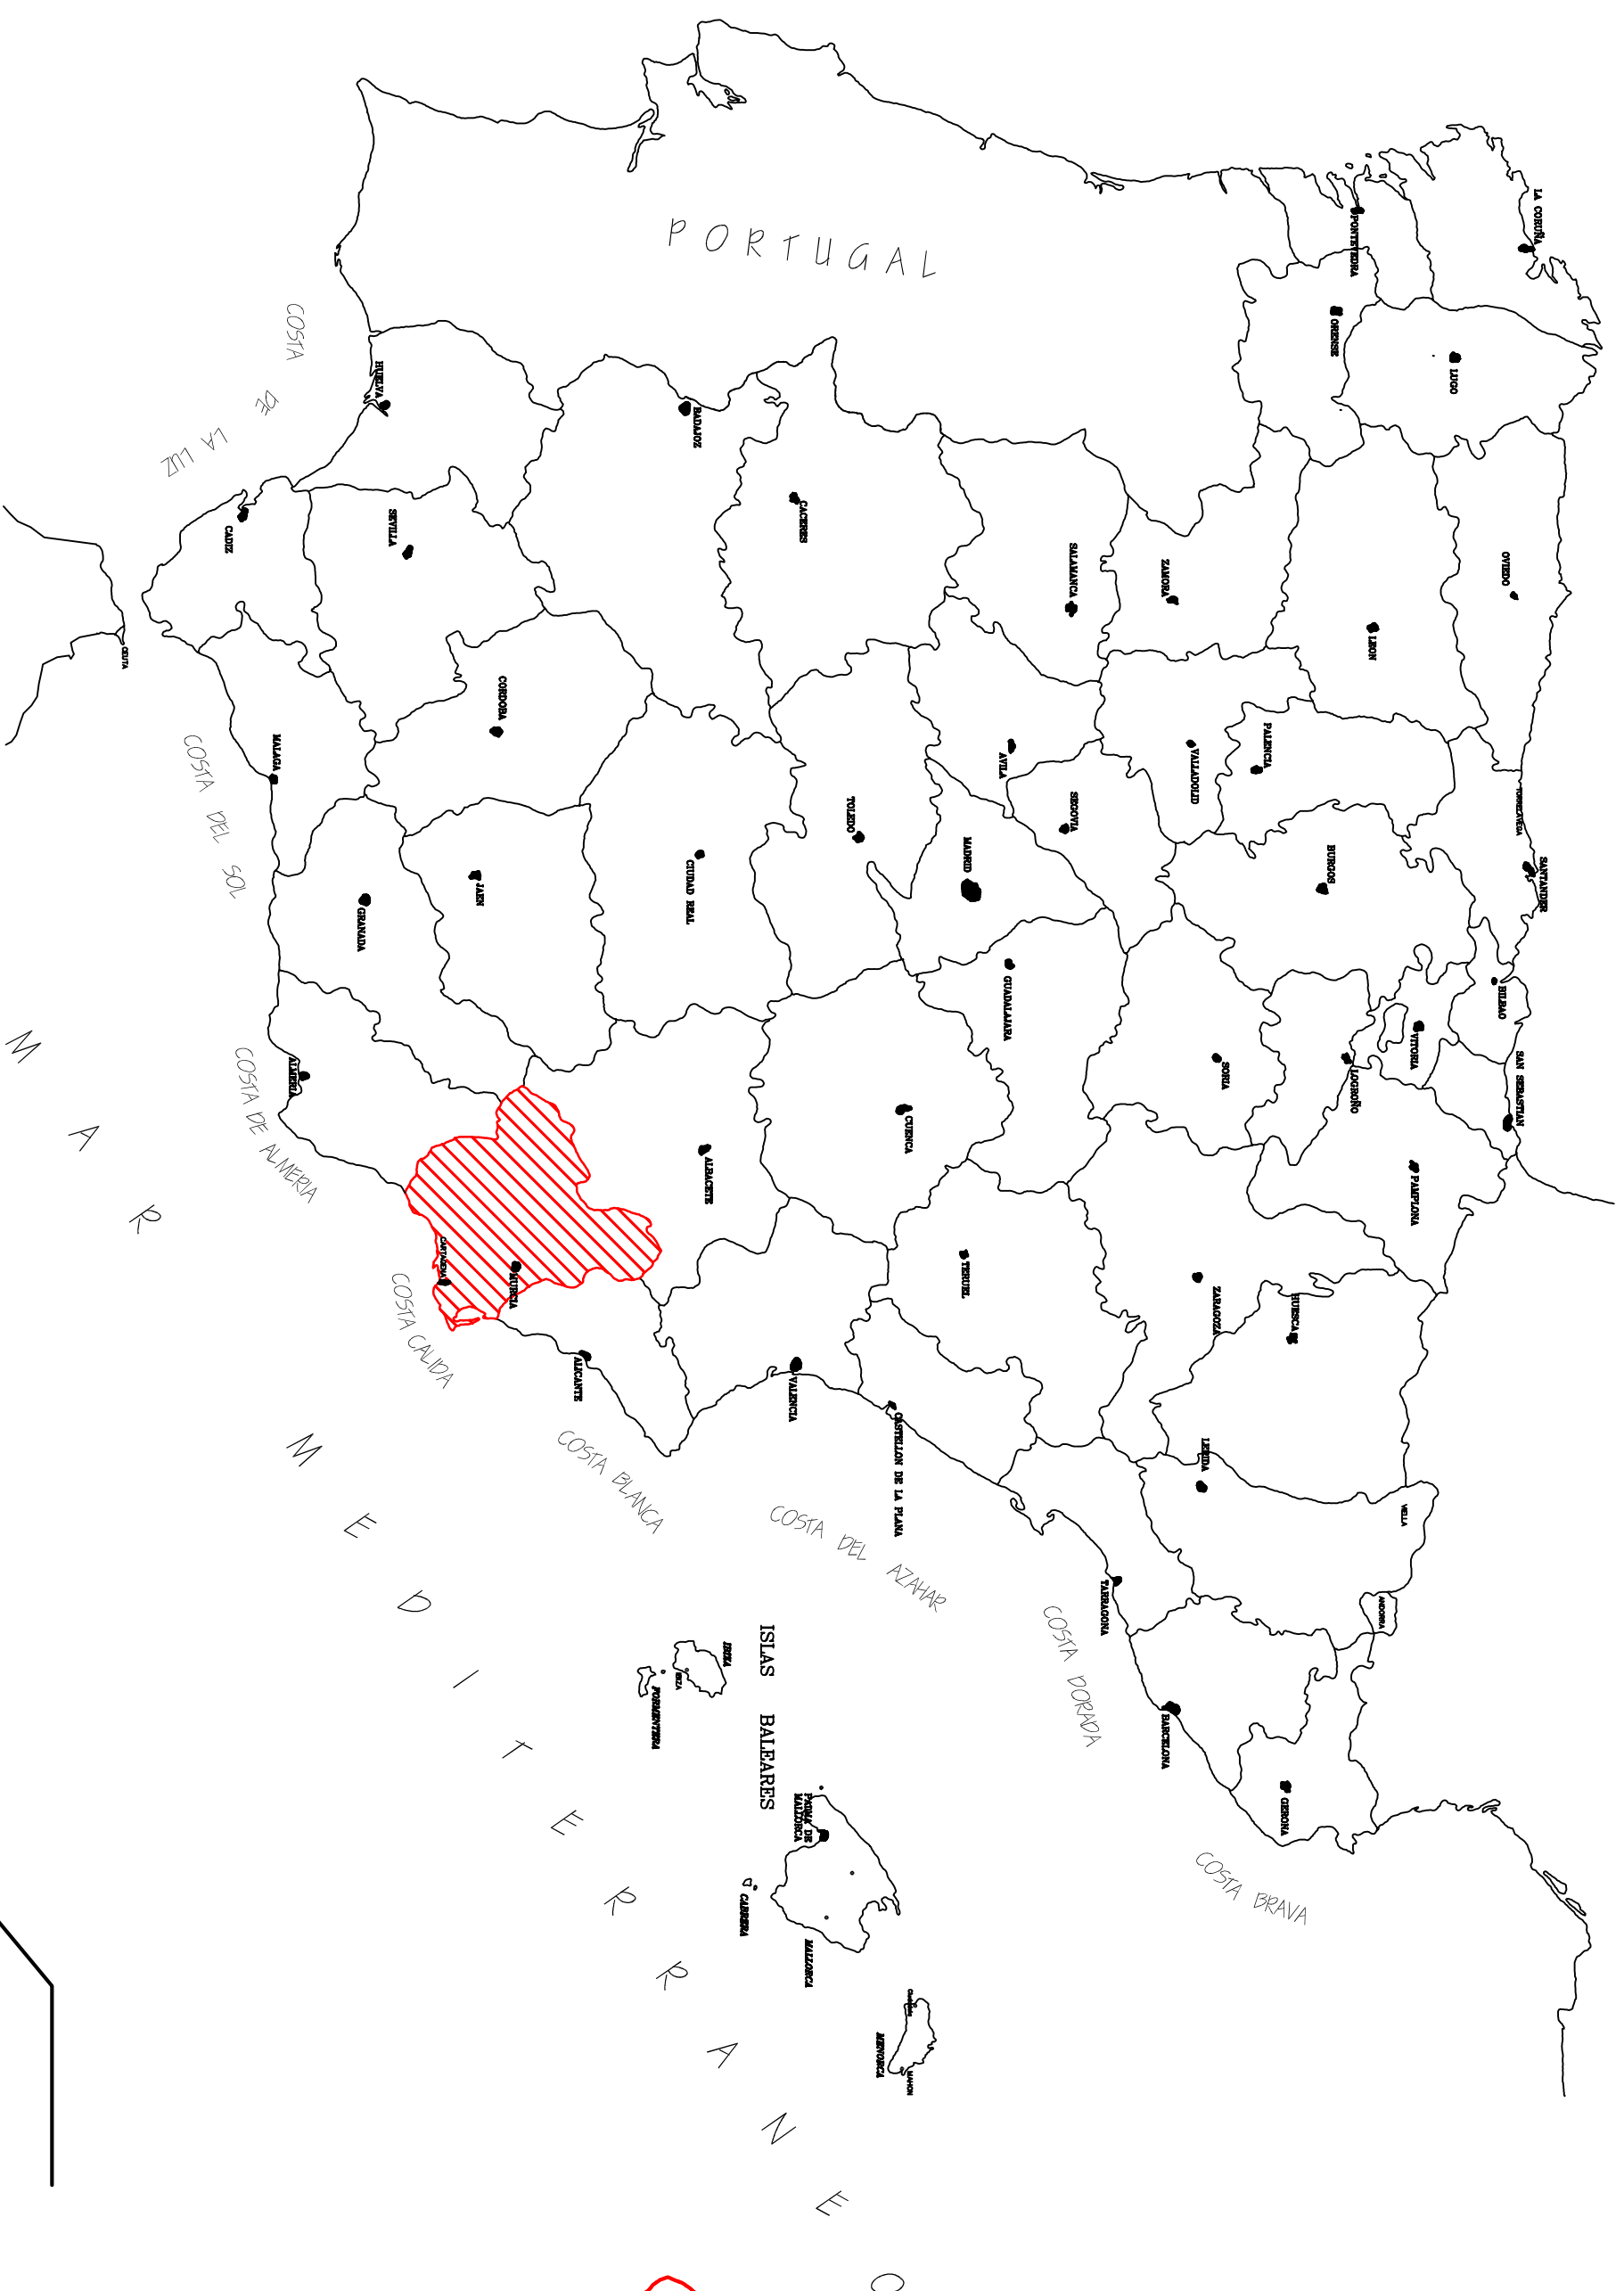 LA CORUÑA
LUGO
PONTEVEDRA
ORENSE
OVIEDO
LEON
TORRELAVEGA
SANTANDER
BILBAO
SAN SEBASTIAN
VITORIA
PAMPLONA
LOGROÑO
BURGOS
PALENCIA
VALLADOLID
ZAMORA
SALAMANCA
AVILA
SEGOVIA
SORIA
HUESCA
ZARAGOZA
TERUEL
LERIDA
VIELLA
ANDORRA
GERONA
BARCELONA
TARRAGONA
COSTA BRAVA
COSTA DORADA
PORTUGAL
CACERES
BADAJOZ
TOLEDO
MADRID
GUADALAJARA
CUENCA
CIUDAD REAL
ALBACETE
CASTELLON DE LA PLANA
VALENCIA
COSTA DEL AZAHAR
ALICANTE
COSTA BLANCA
MURCIA
CARTAGENA
COSTA CALIDA
HUELVA
SEVILLA
CORDOBA
JAEN
GRANADA
ALMERIA
MALAGA
CADIZ
CEUTA
COSTA DE LA LUZ
COSTA DEL SOL
COSTA DE ALMERIA
ISLAS BALEARES
IBIZA
IBIZA
FORMENTERA
PALMA DE
MALLORCA
MALLORCA
CABRERA
MENORCA
MAHON
MAR MEDITERRANEO